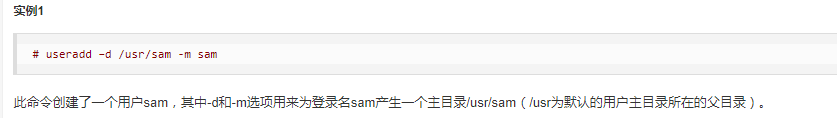 实例1
# useradd –d /usr/sam -m sam
此命令创建了一个用户sam，其中-d和-m选项用来为登录名sam产生一个主目录/usr/sam（/usr为默认的用户主目录所在的父目录）。